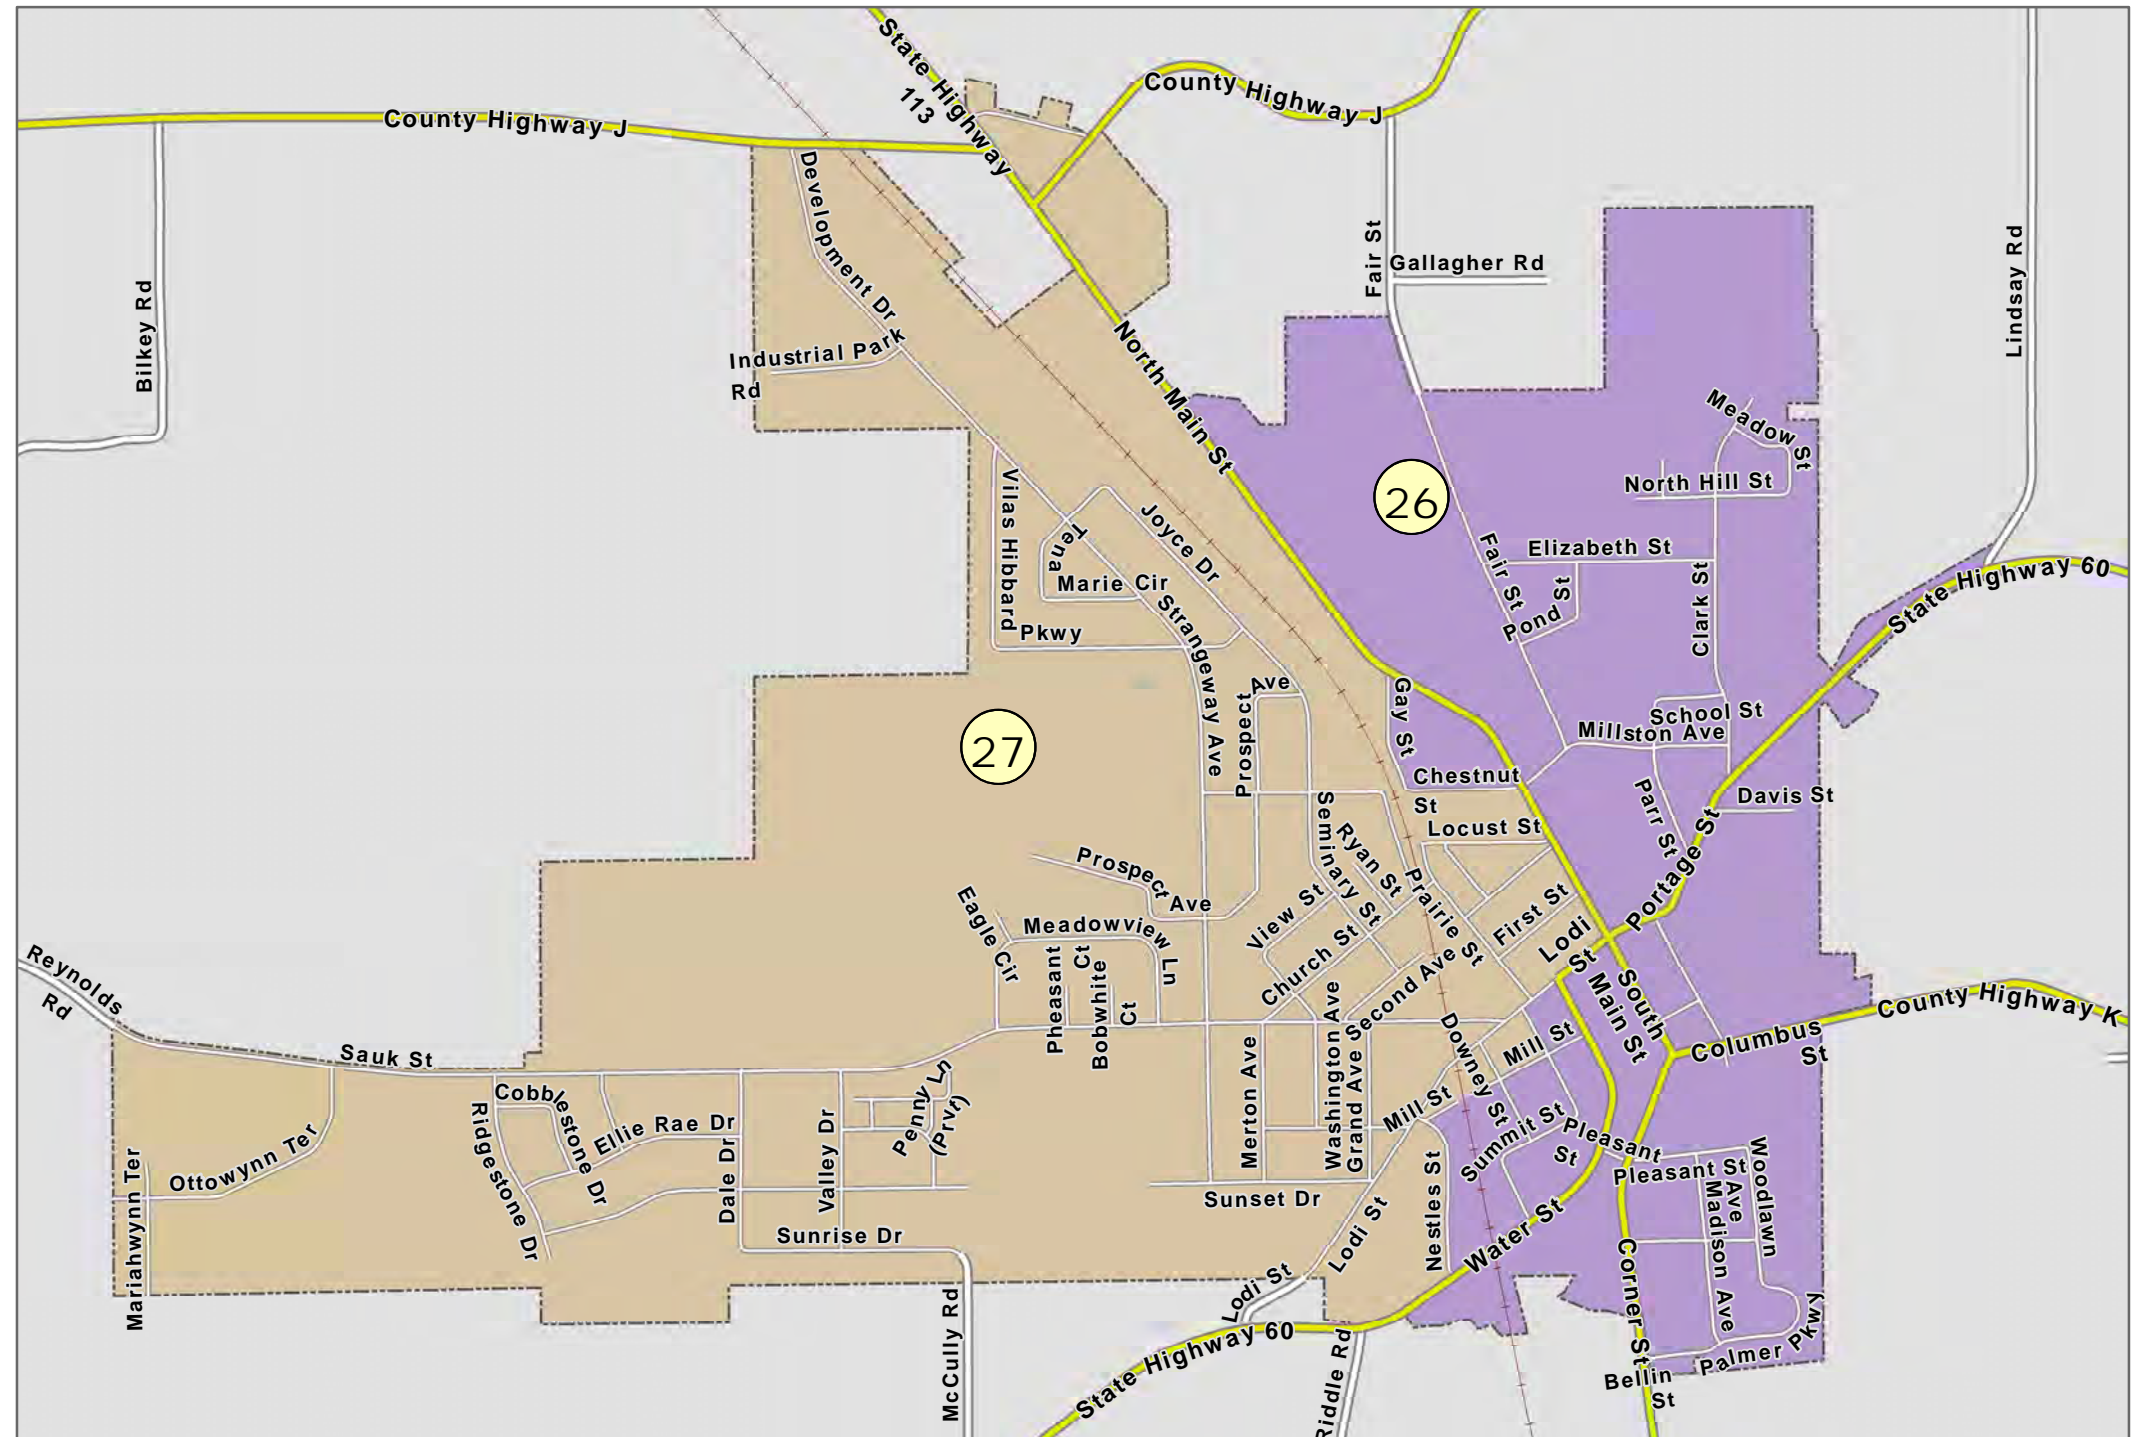 State Highway
113
County Highway J
County Highway J
Development Dr
Bilkey Rd
Fair St
Gallagher Rd
Lindsay Rd
Industrial Park
Rd
North Main St
Meadow St
North Hill St
26
Vilas Hibbard
Pkwy
Tena
Marie Cir
Joyce Dr
Strangeway Ave
Elizabeth St
Fair St
Pond St
Clark St
State Highway 60
27
Prospect
Ave
Gay St
School St
Millston Ave
Chestnut
St
Parr St
Davis St
Portage St
Locust St
Seminary St
Ryan St
Prairie St
Prospect
Ave
View St
Church St
First St
Second Ave
Lodi
St
Eagle Cir
Meadowview
Ln
Pheasant
Ct
Bobwhite
Ct
Reynolds
Rd
Sauk St
South
Main St
County Highway K
Columbus
St
Downey St
Mill St
Mill St
Merton Ave
Washington Ave
Grand Ave
Cobblestone Dr
Ridgestone Dr
Ellie Rae Dr
Dale Dr
Valley Dr
Penny Ln
(Prvt)
Summit St
Pleasant
St
Pleasant St
Woodlawn
Ave
Madison Ave
Ottowynn Ter
Mariahwynn Ter
Sunset Dr
Sunrise Dr
Nestles St
Lodi St
Lodi St
Water St
Corner St
State Highway 60
McCully Rd
Riddle Rd
Palmer Pkwy
Bellin
St